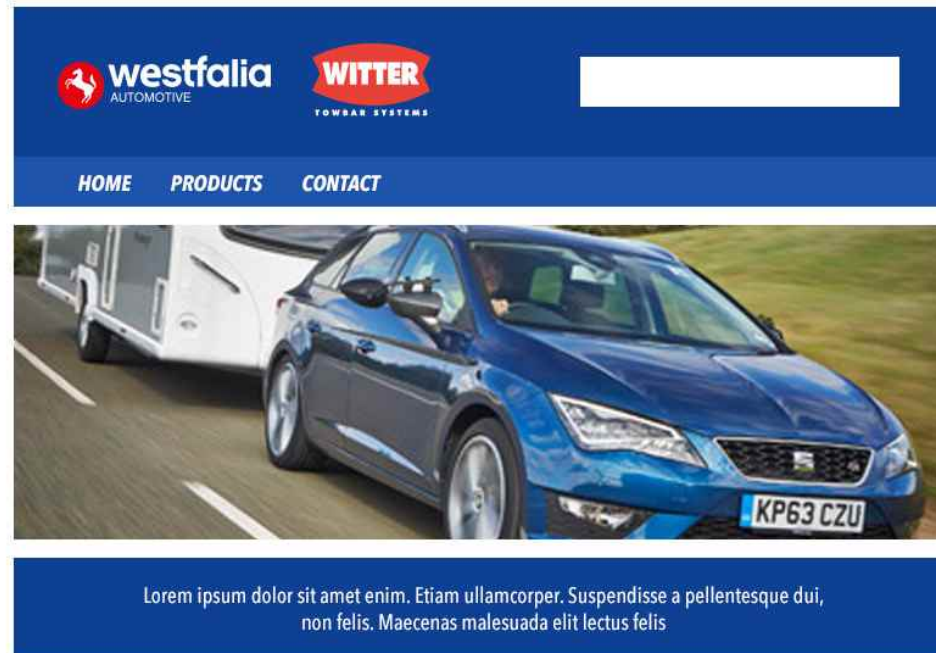 westfalia
AUTOMOTIVE
WITTER
TOWBAR SYSTEMS
HOME PRODUCTS CONTACT
KP63 CZU
Lorem ipsum dolor sit amet enim. Etiam ullamcorper. Suspendisse a pellentesque dui,
non felis. Maecenas malesuada elit lectus felis